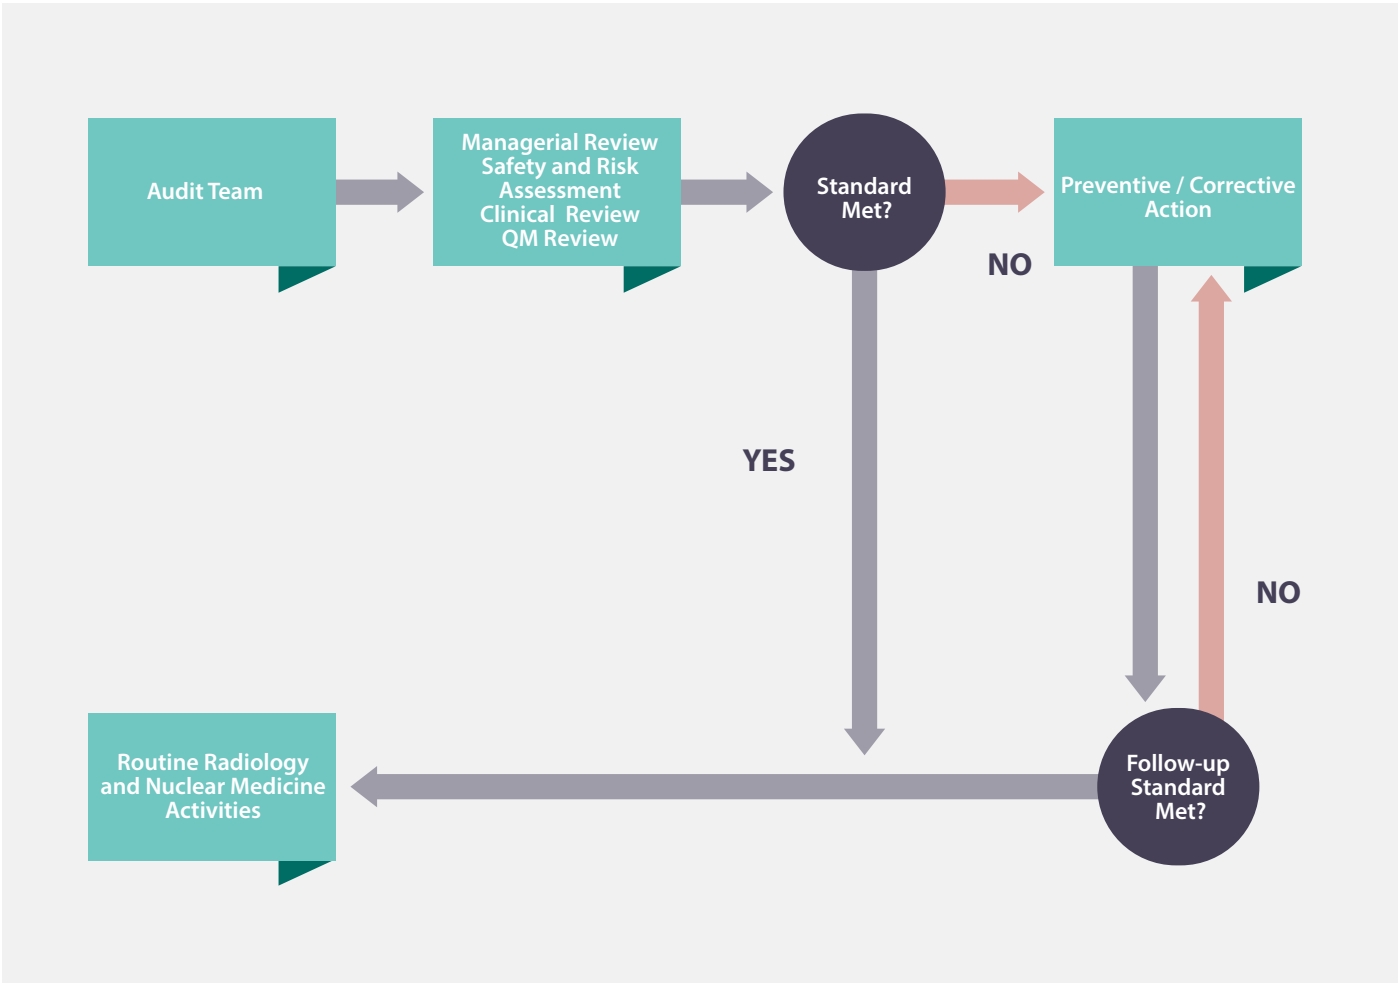 Audit Team
Managerial Review
Safety and Risk
Assessment
Clinical  Review
QM Review
Standard
Met?
NO
Preventive / Corrective
Action
YES
NO
Routine Radiology
and Nuclear Medicine
Activities
Follow-up
Standard
Met?